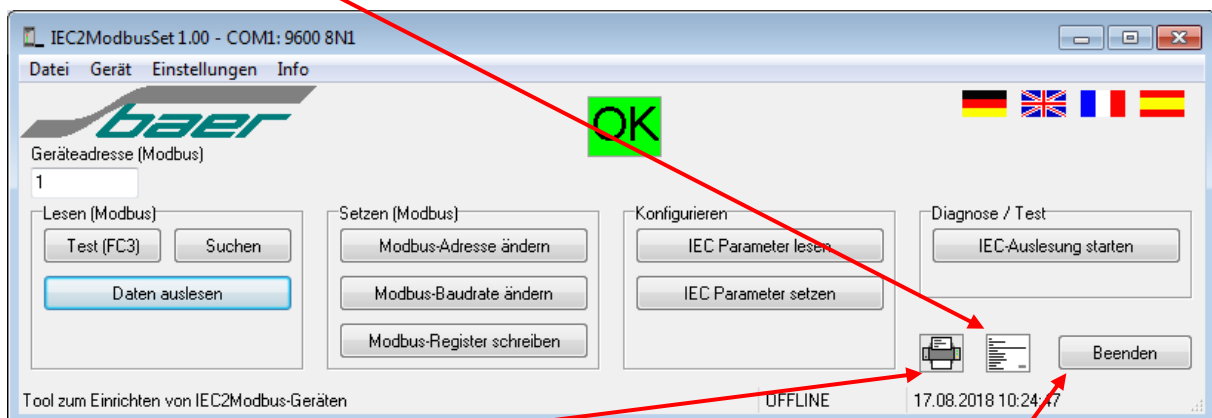 IEC2ModbusSet 1.00 - COM1: 9600 8N1
Datei Gerät Einstellungen Info
baer
OK
Geräteadresse (Modbus)
1
Lesen (Modbus)
Test (FC3) Suchen
Daten auslesen
Setzen (Modbus)
Modbus-Adresse ändern
Modbus-Baudrate ändern
Modbus-Register schreiben
Konfigurieren
IEC Parameter lesen
IEC Parameter setzen
Diagnose / Test
IEC-Auslesung starten
Beenden
Tool zum Einrichten von IEC2Modbus-Geräten OFFLINE 17.08.2018 10:24:47